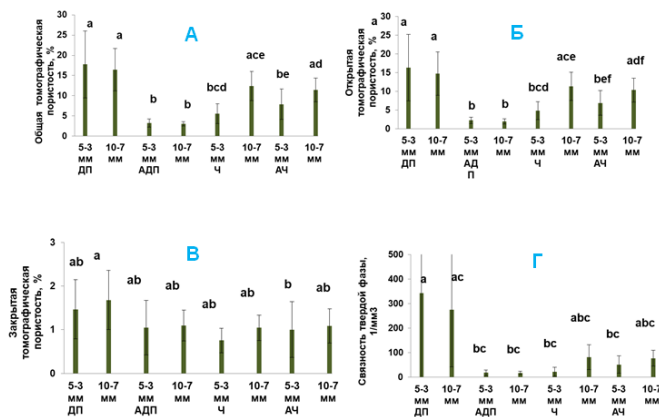 А
Общая томографическая
пористость, %
30
25
20
15
10
5
0
a a b b bcd ace be ad
5-3 10-7 5-3 10-7 5-3 10-7 5-3 10-7
мм мм мм мм мм мм мм мм
ДП АДП Ч АЧ
Б
Открытая
томографическая
пористость, %
30
25
20
15
10
5
0
a
a a b b bcd ace bef adf
5-3 10-7 5-3 10-7 5-3 10-7 5-3 10-7
мм мм мм мм мм мм мм мм
ДП АД Ч АЧ
П
В
Закрытая
томографическая
пористость, %
3
2
1
0
ab a ab ab ab ab b ab
5-3 10-7 5-3 10-7 5-3 10-7 5-3 10-7
мм мм мм мм мм мм мм мм
ДП АДП Ч АЧ
Г
Связность твердой фазы,
1/мм3
500
400
300
200
100
0
a ac bc bc bc abc bc abc
5-3 10-7 5-3 10-7 5-3 10-7 5-3 10-7
мм мм мм мм мм мм мм мм
ДП АДП Ч АЧ